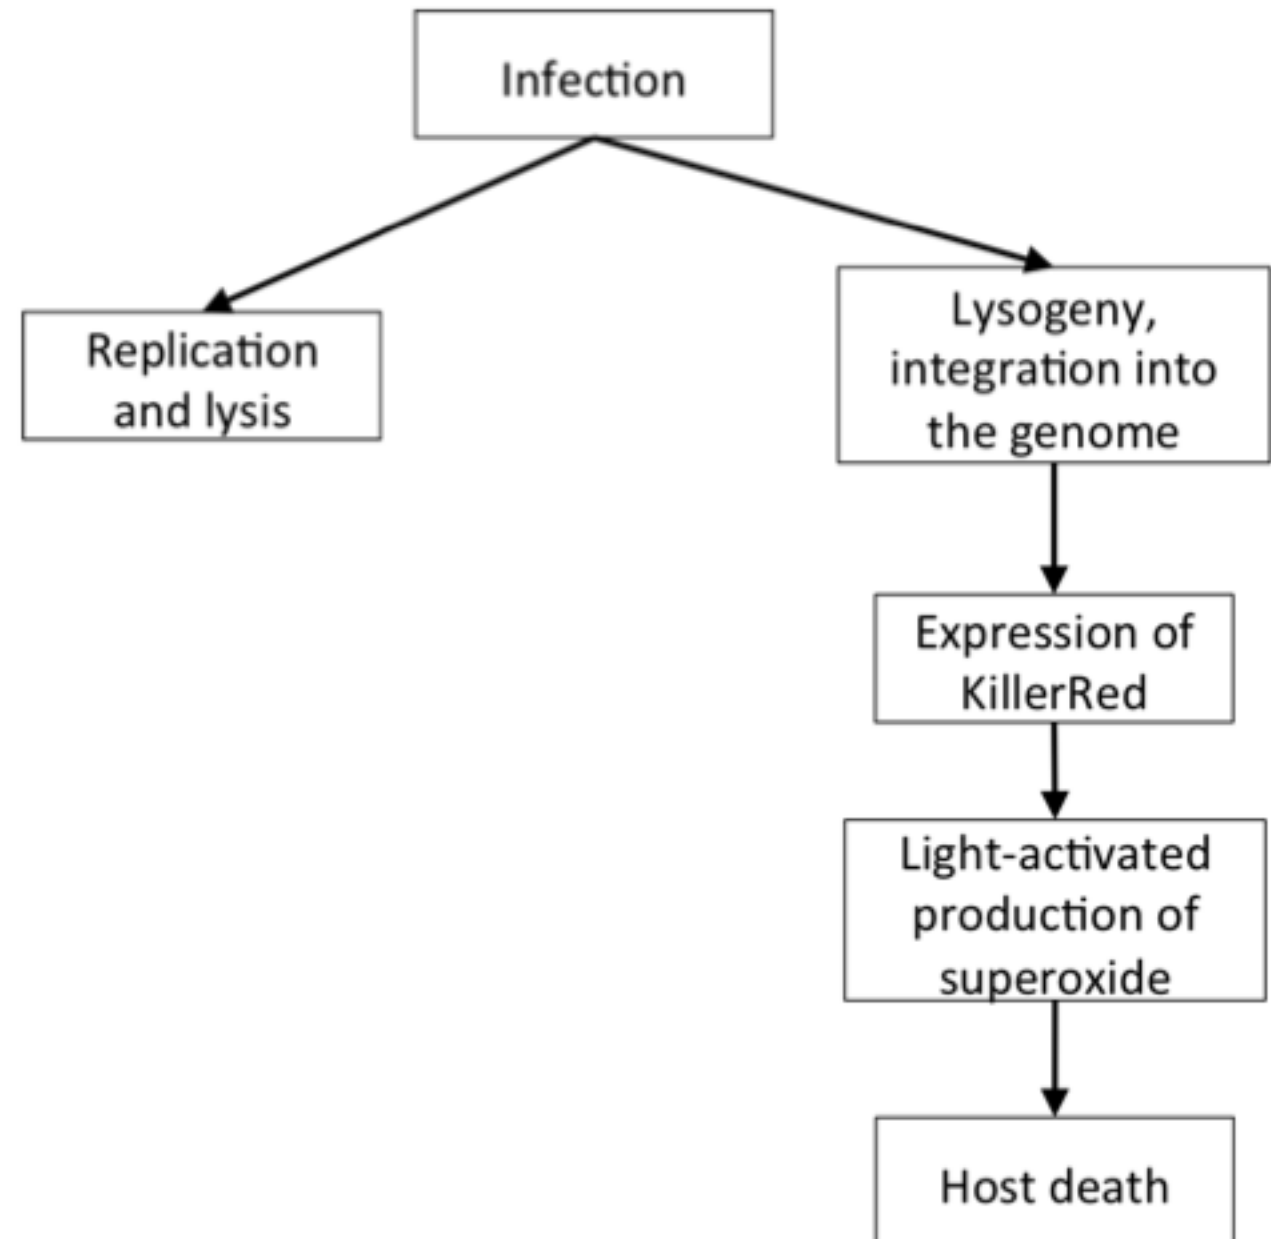 Infection
Replication
and lysis
Lysogeny,
integration into
the genome
Expression of
KillerRed
Light-activated
production of
superoxide
Host death